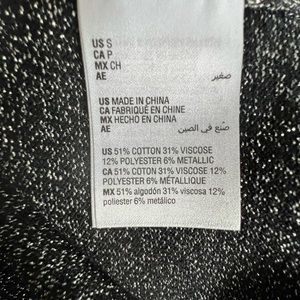 US S
CA P
MX CH
AE صغير
US MADE IN CHINA
CA FABRIQUÉ EN CHINE
MX HECHO EN CHINA
AE صنع في الصين
US 51% COTTON 31% VISCOSE
12% POLYESTER 6% METALLIC
CA 51% COTON 31% VISCOSE 12%
POLYESTER 6% MÉTALLIQUE
MX 51% algodón 31% viscosa 12%
poliester 6% metálico